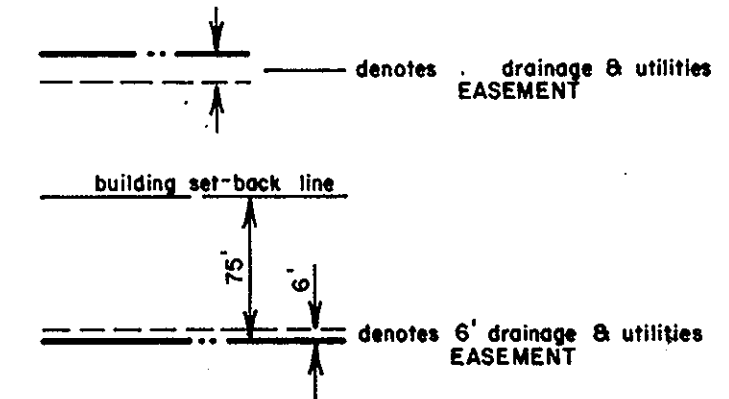 denotes . drainage & utilities
EASEMENT
building set-back line
75'
6'
denotes 6' drainage & utilities
EASEMENT